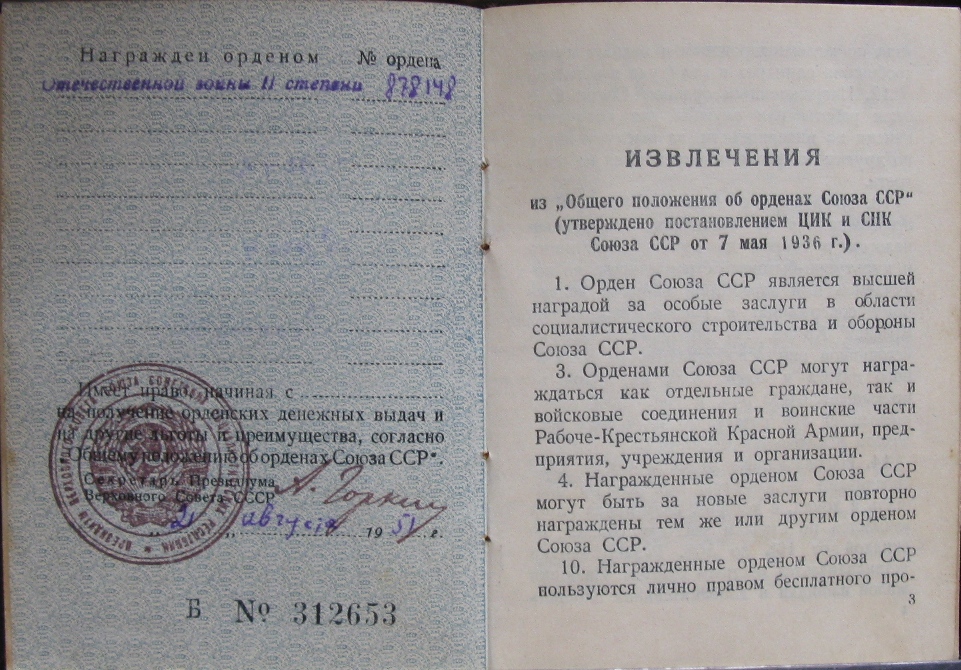 Награжден орденом № ордена
Отечественной войны II степени 878148
Имеет право, начиная с
на получение орденских денежных выдач и
на другие льготы и преимущества, согласно
„Общему положению об орденах Союза ССР“.
Секретарь Президиума
Верховного Совета СССР А. Горкин
„21„ августа 1951 г.
Б № 312653
ИЗВЛЕЧЕНИЯ
из „Общего положения об орденах Союза ССР“
(утверждено постановлением ЦИК и СНК
Союза ССР от 7 мая 1936 г.).
1. Орден Союза ССР является высшей
наградой за особые заслуги в области
социалистического строительства и обороны
Союза ССР.
3. Орденами Союза ССР могут награ-
ждаться как отдельные граждане, так и
войсковые соединения и воинские части
Рабоче-Крестьянской Красной Армии, пред-
приятия, учреждения и организации.
4. Награжденные орденом Союза ССР
могут быть за новые заслуги повторно
награждены тем же или другим орденом
Союза ССР.
10. Награжденные орденом Союза ССР
пользуются лично правом бесплатного про-
3